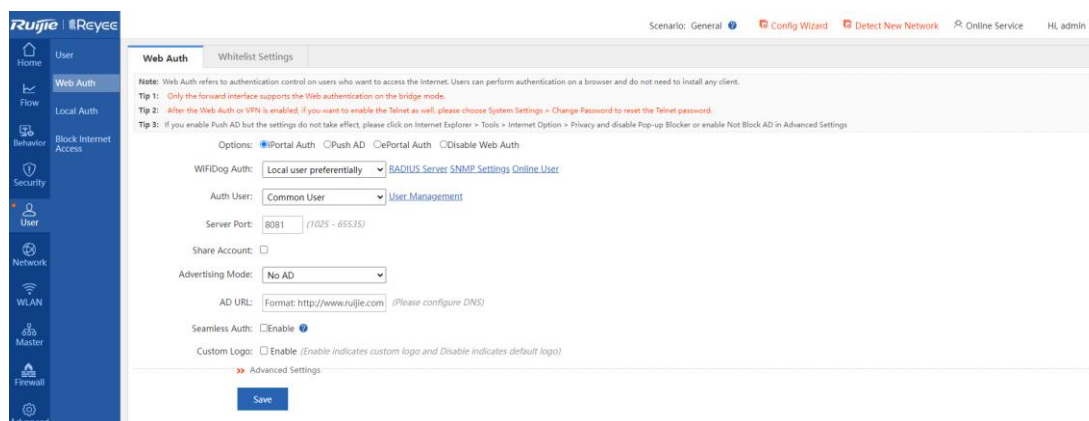 Ruijie | Reyee
Scenario: General Config Wizard Detect New Network Online Service Hi, admin
Home
Flow
Behavior
Security
User
Network
WLAN
Master
Firewall
User
Web Auth
Local Auth
Block Internet
Access
Web Auth Whitelist Settings
Note: Web Auth refers to authentication control on users who want to access the Internet. Users can perform authentication on a browser and do not need to install any client.
Tip 1: Only the forward interface supports the Web authentication on the bridge mode.
Tip 2: After the Web Auth or VPN is enabled, if you want to enable the Telnet as well, please choose System Settings > Change Password to reset the Telnet password.
Tip 3: If you enable Push AD but the settings do not take effect, please click on Internet Explorer > Tools > Internet Option > Privacy and disable Pop-up Blocker or enable Not Block AD in Advanced Settings
Options: iPortal Auth Push AD ePortal Auth Disable Web Auth
WiFiDog Auth: Local user preferentially RADIUS Server SNMP Settings Online User
Auth User: Common User User Management
Server Port: 8081 (1025 - 65535)
Share Account:
Advertising Mode: No AD
AD URL: Format: http://www.ruijie.com (Please configure DNS)
Seamless Auth: Enable
Custom Logo: Enable (Enable indicates custom logo and Disable indicates default logo)
Advanced Settings
Save